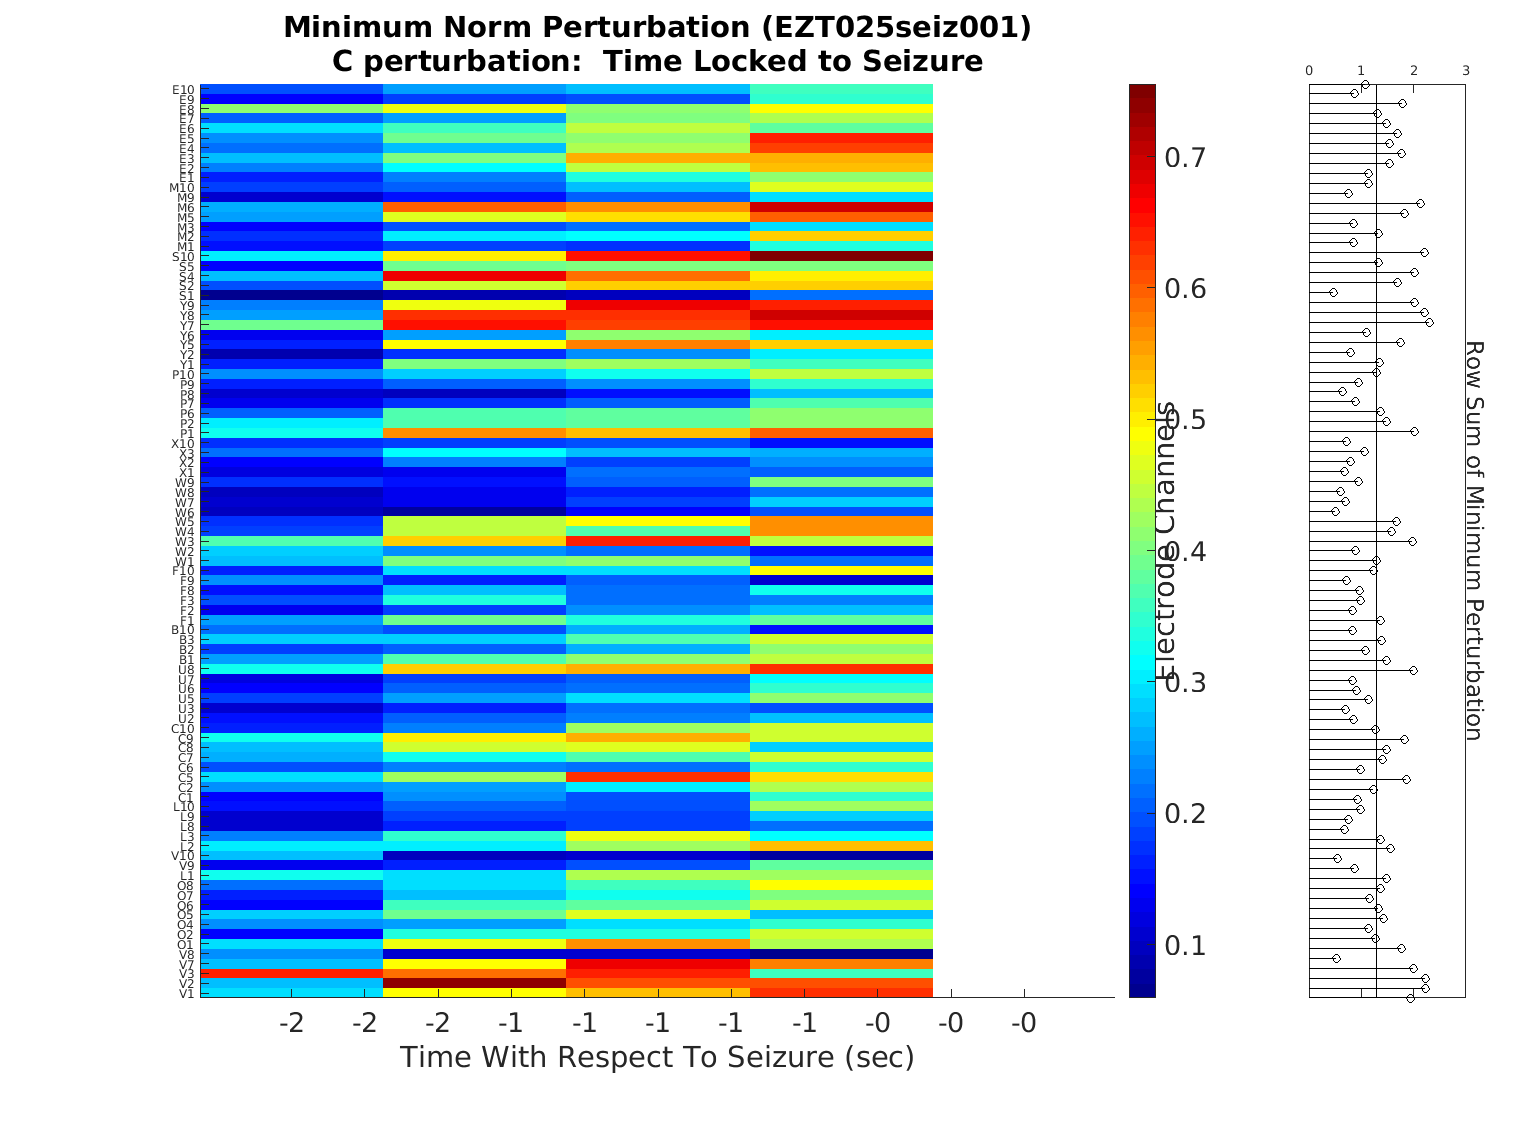 Minimum Norm Perturbation (EZT025seiz001)
C perturbation:  Time Locked to Seizure
0 1 2 3
E10
E9
E8
E7
E6
E5
E4
E3
E2
E1
M10
M9
M6
M5
M3
M2
M1
S10
S5
S4
S2
S1
Y9
Y8
Y7
Y6
Y5
Y2
Y1
P10
P9
P8
P7
P6
P2
P1
X10
X3
X2
X1
W9
W8
W7
W6
W5
W4
W3
W2
W1
F10
F9
F8
F3
F2
F1
B10
B3
B2
B1
U8
U7
U6
U5
U3
U2
C10
C9
C8
C7
C6
C5
C2
C1
L10
L9
L8
L3
L2
V10
V9
L1
O8
O7
O6
O5
O4
O2
O1
V8
V7
V3
V2
V1
0.7
0.6
0.5
0.4
0.3
0.2
0.1
Electrode Channels
Row Sum of Minimum Perturbation
-2 -2 -2 -1 -1 -1 -1 -1 -0 -0 -0
Time With Respect To Seizure (sec)